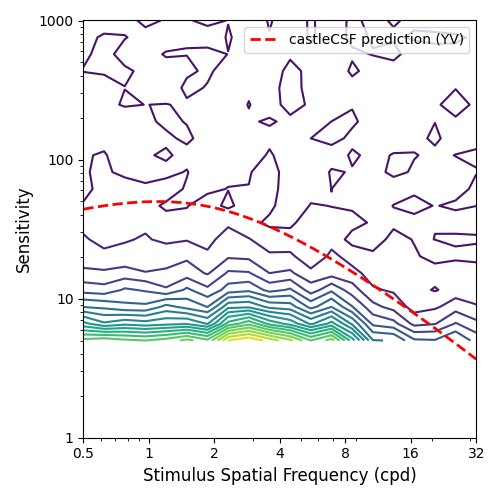 1000
castleCSF prediction (YV)
100
Sensitivity
10
1
0.5 1 2 4 8 16 32
Stimulus Spatial Frequency (cpd)